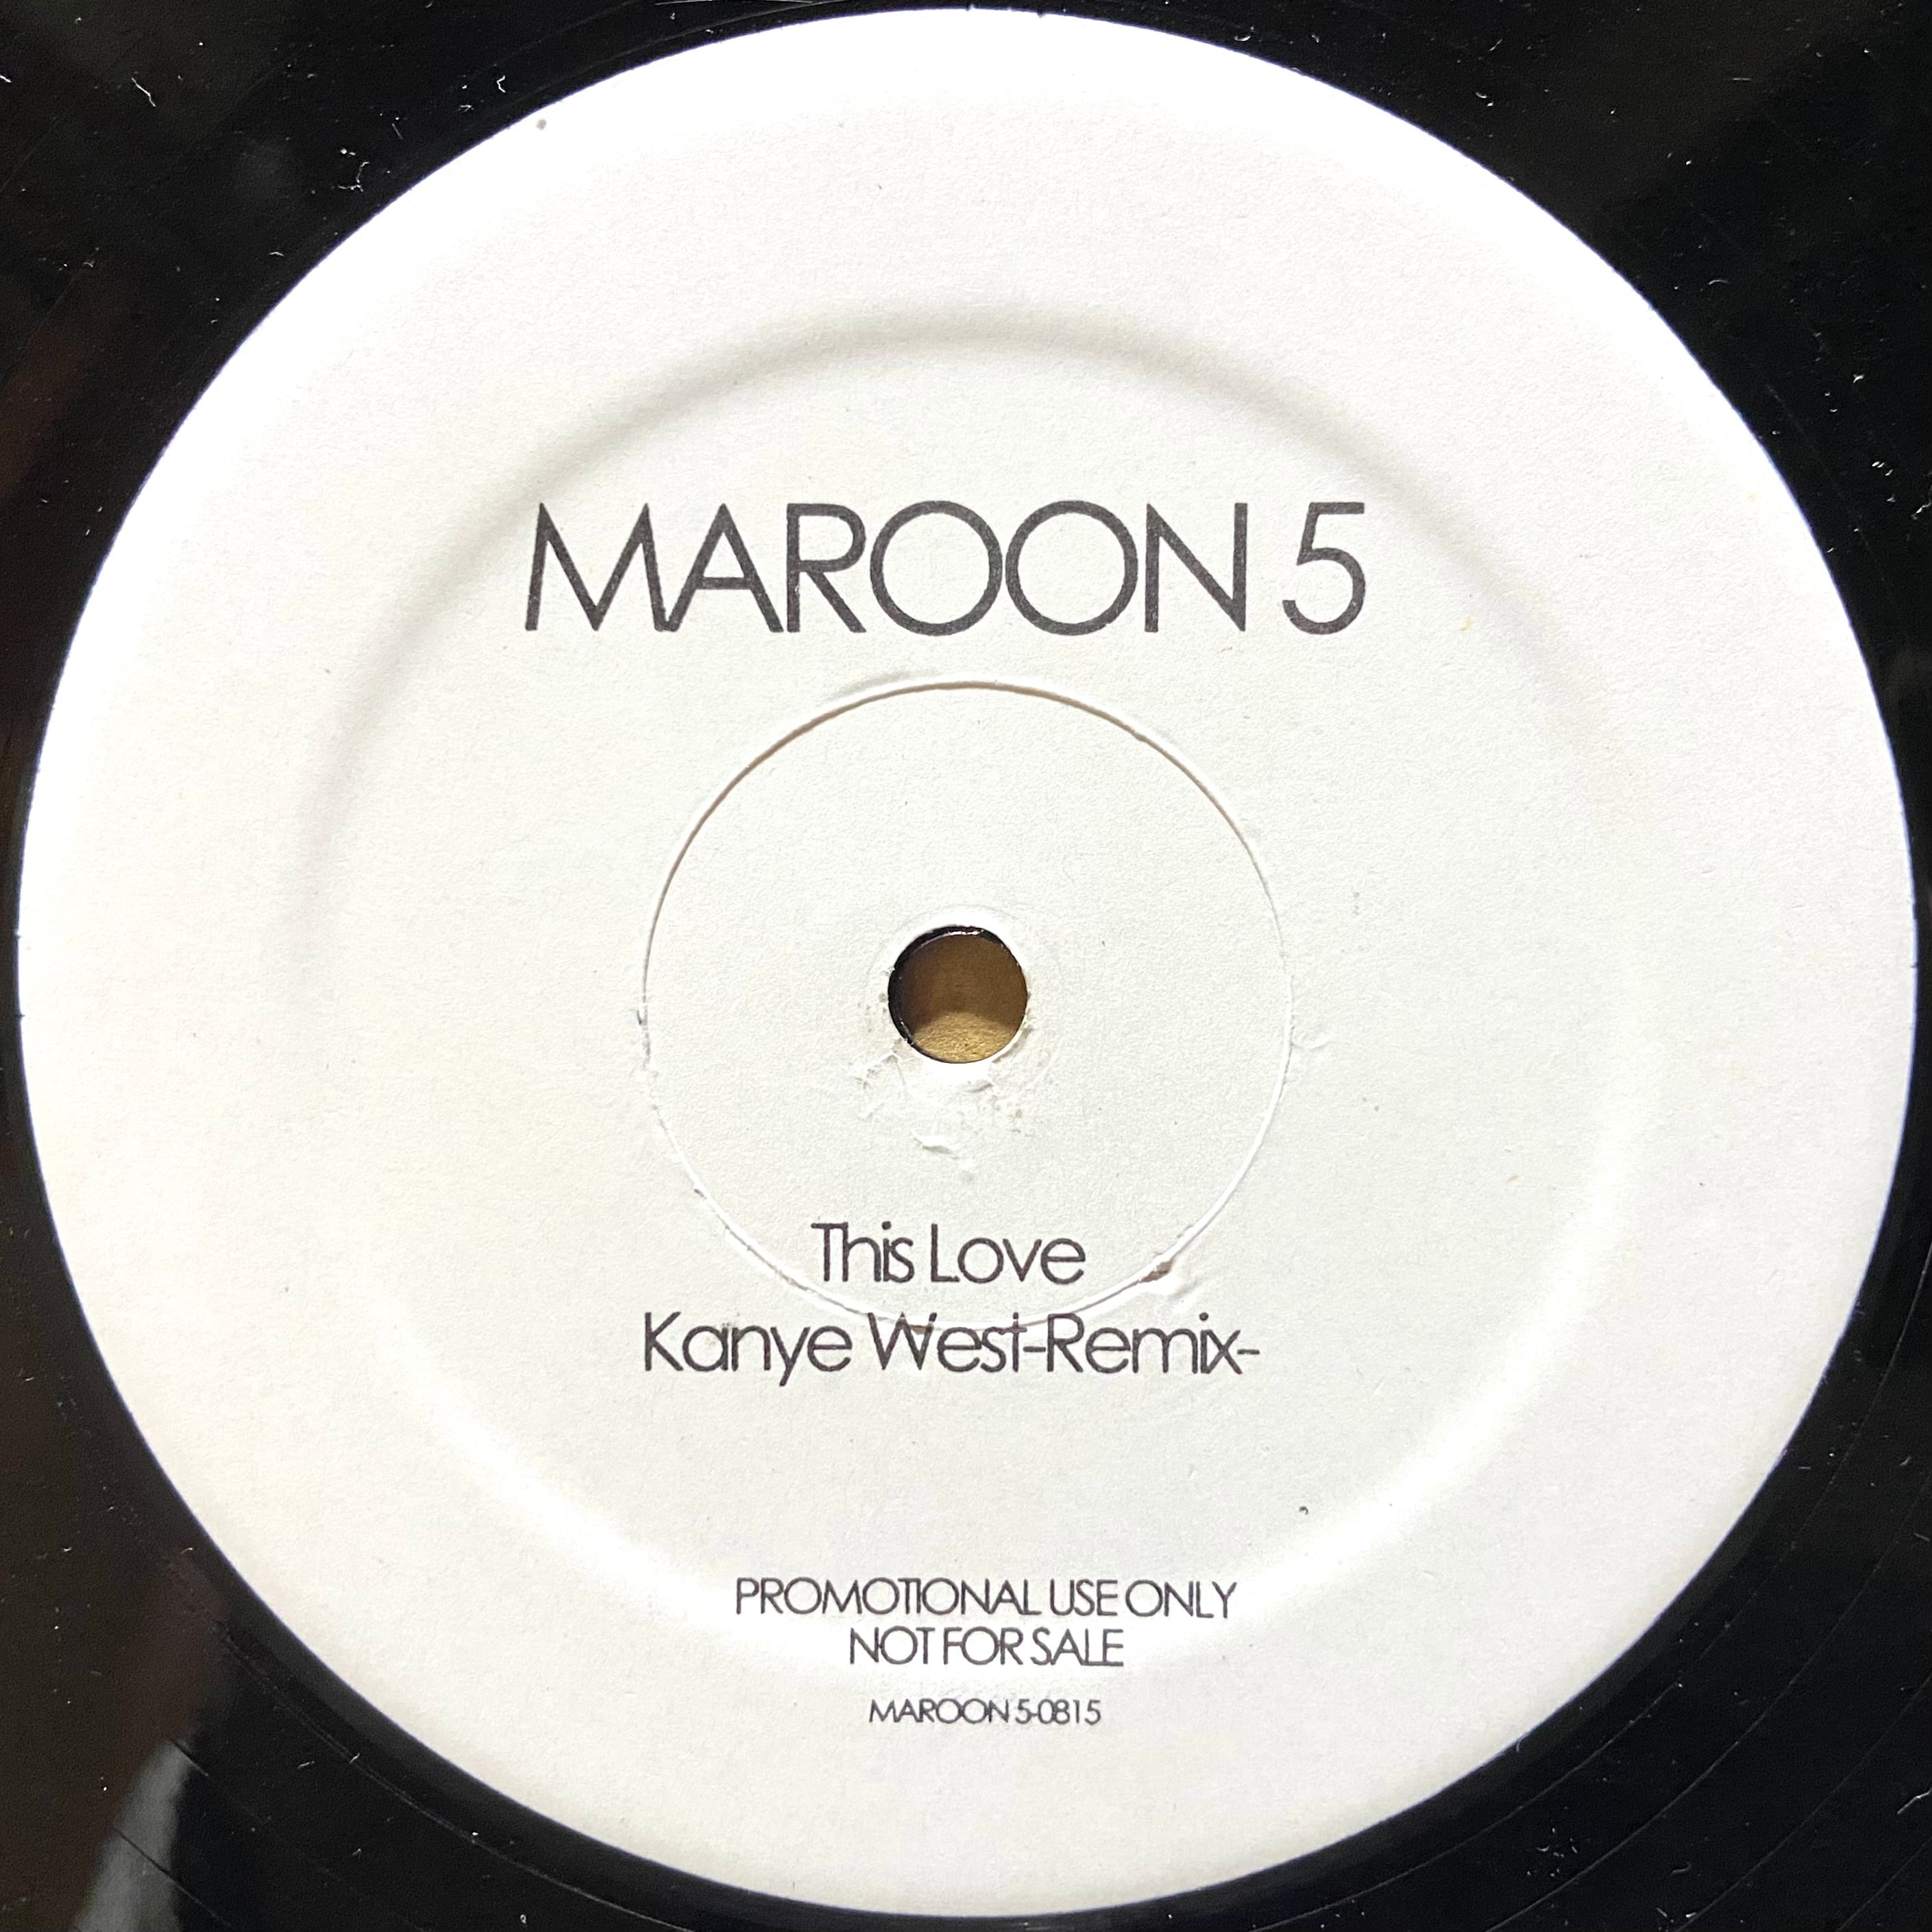 MAROON 5
This Love
Kanye West-Remix-
PROMOTIONAL USE ONLY
NOT FOR SALE
MAROON 5-0815